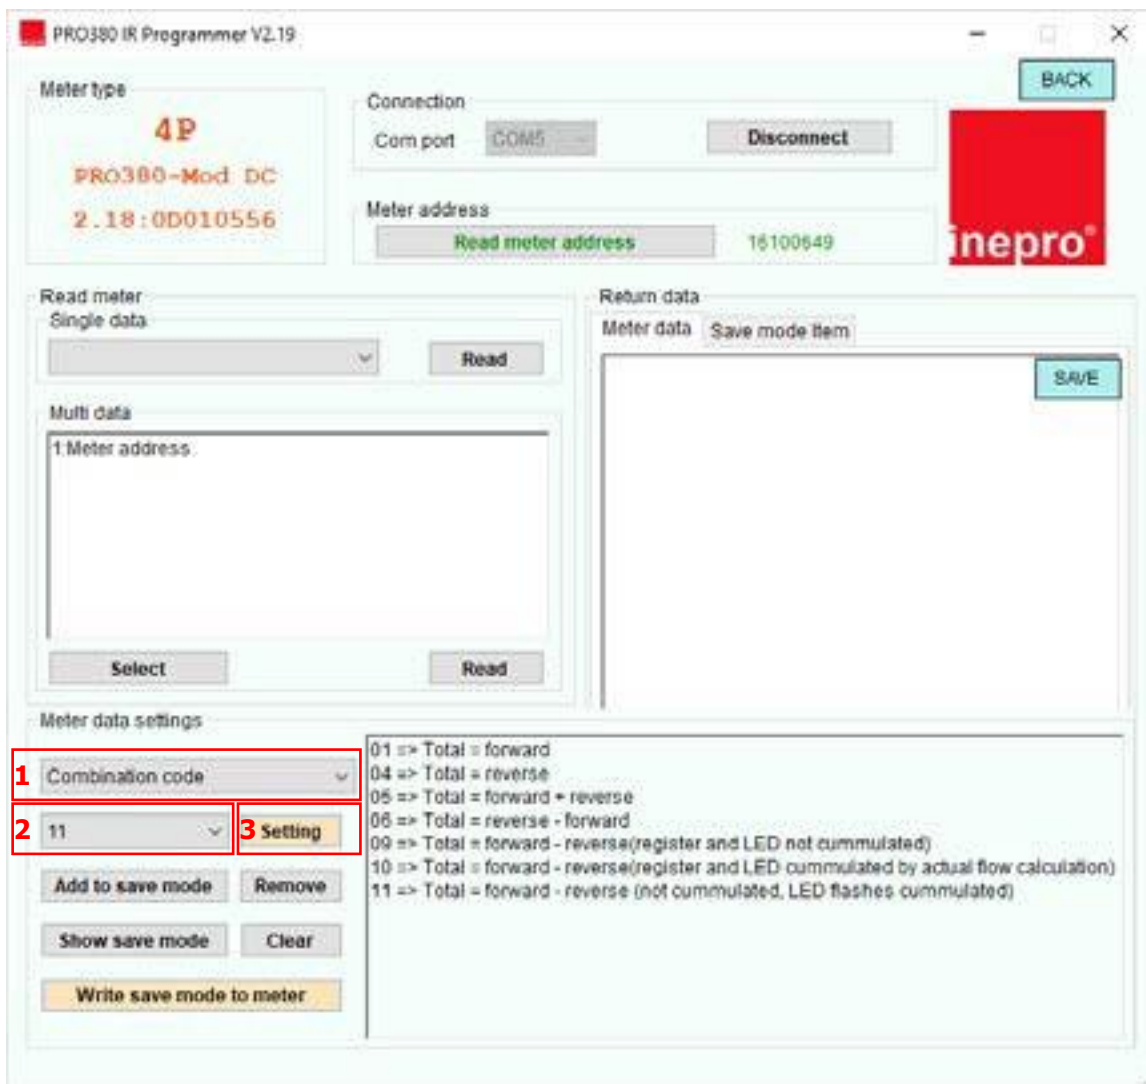 PRO380 IR Programmer V2.19
BACK
Meter type
4P
PRO380-Mod DC
2.18:0D010556
Connection
Com port COM5 Disconnect
Meter address
Read meter address 16100649
inepro®
Read meter
Single data
Read
Multi data
1:Meter address
Select Read
Return data
Meter data Save mode item
SAVE
Meter data settings
1 Combination code
2 11 3 Setting
Add to save mode Remove
Show save mode Clear
Write save mode to meter
01 => Total = forward
04 => Total = reverse
05 => Total = forward + reverse
06 => Total = reverse - forward
09 => Total = forward - reverse(register and LED not cummulated)
10 => Total = forward - reverse(register and LED cummulated by actual flow calculation)
11 => Total = forward - reverse (not cummulated, LED flashes cummulated)